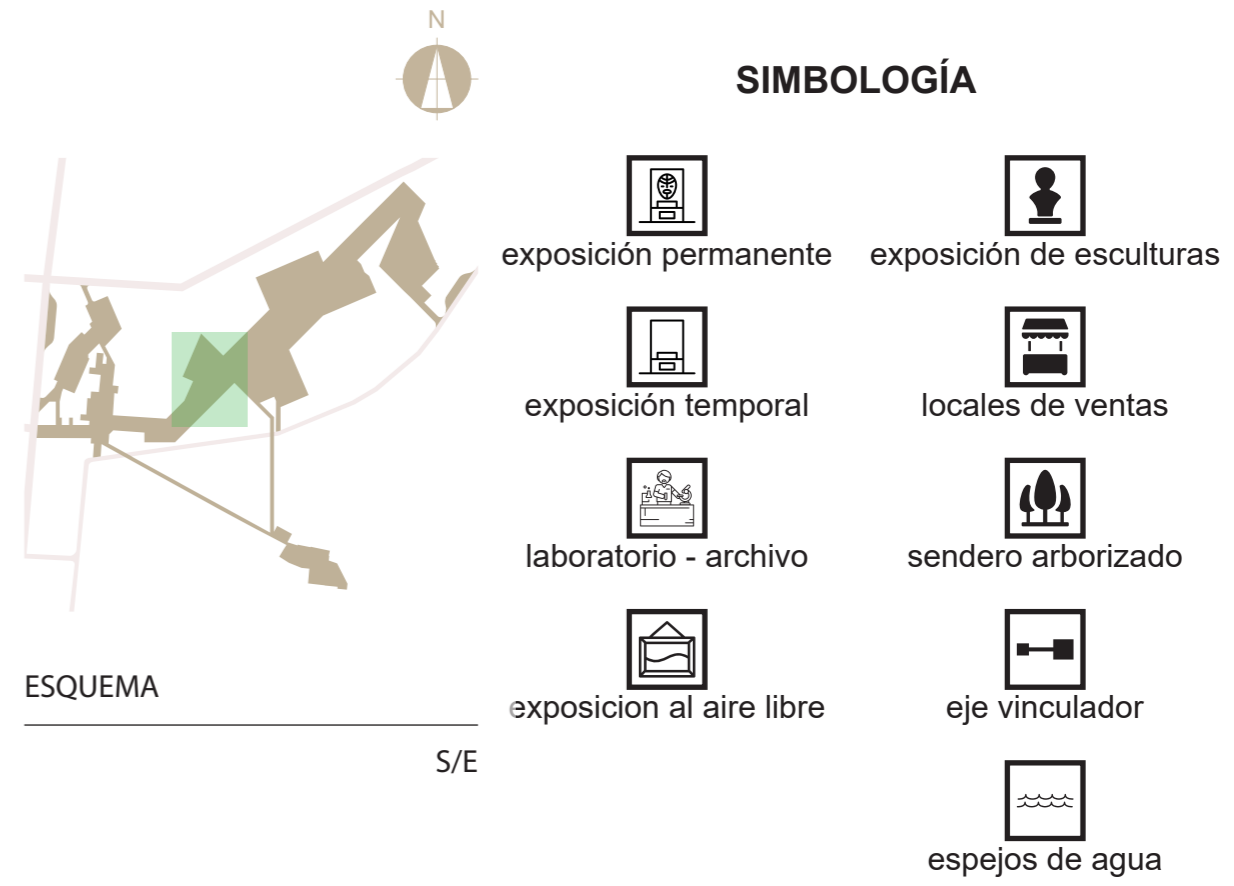 N
SIMBOLOGÍA
exposición permanente
exposición de esculturas
exposición temporal
locales de ventas
laboratorio - archivo
sendero arborizado
exposicion al aire libre
eje vinculador
espejos de agua
ESQUEMA
S/E